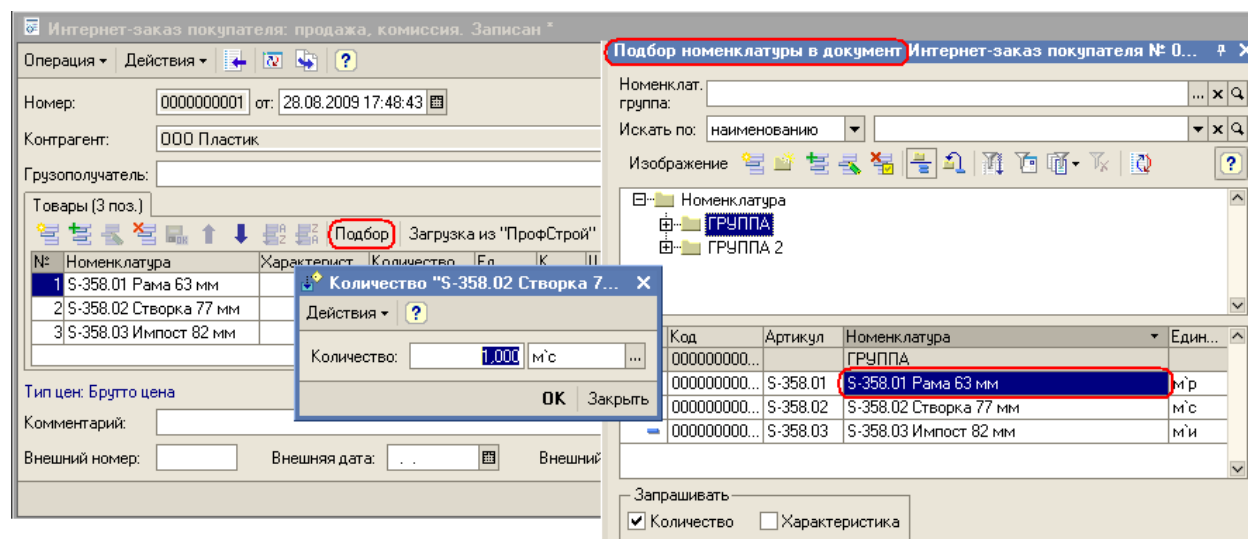 Интернет-заказ покупателя: продажа, комиссия. Записан *
Операция Действия
Номер: 0000000001 от: 28.08.2009 17:48:43
Контрагент: ООО Пластик
Грузополучатель:
Товары (3 поз.)
Подбор Загрузка из "ПрофСтрой"
№ Номенклатура Характерист. Количество Ед. К.
1 S-358.01 Рама 63 мм
2 S-358.02 Створка 77 мм
3 S-358.03 Импост 82 мм
Тип цен: Брутто цена
Комментарий:
Внешний номер: Внешняя дата: . . Внешний
Количество "S-358.02 Створка 7...
Действия
Количество: 1,000 м`с ...
OK Закрыть
Подбор номенклатуры в документ Интернет-заказ покупателя № 0...
Номенклат.
группа: ...
Искать по: наименованию
Изображение
Номенклатура
ГРУППА
ГРУППА 2
Код Артикул Номенклатура Един...
000000000... ГРУППА
000000000... S-358.01 S-358.01 Рама 63 мм м`р
000000000... S-358.02 S-358.02 Створка 77 мм м`с
000000000... S-358.03 S-358.03 Импост 82 мм м`и
Запрашивать
Количество Характеристика